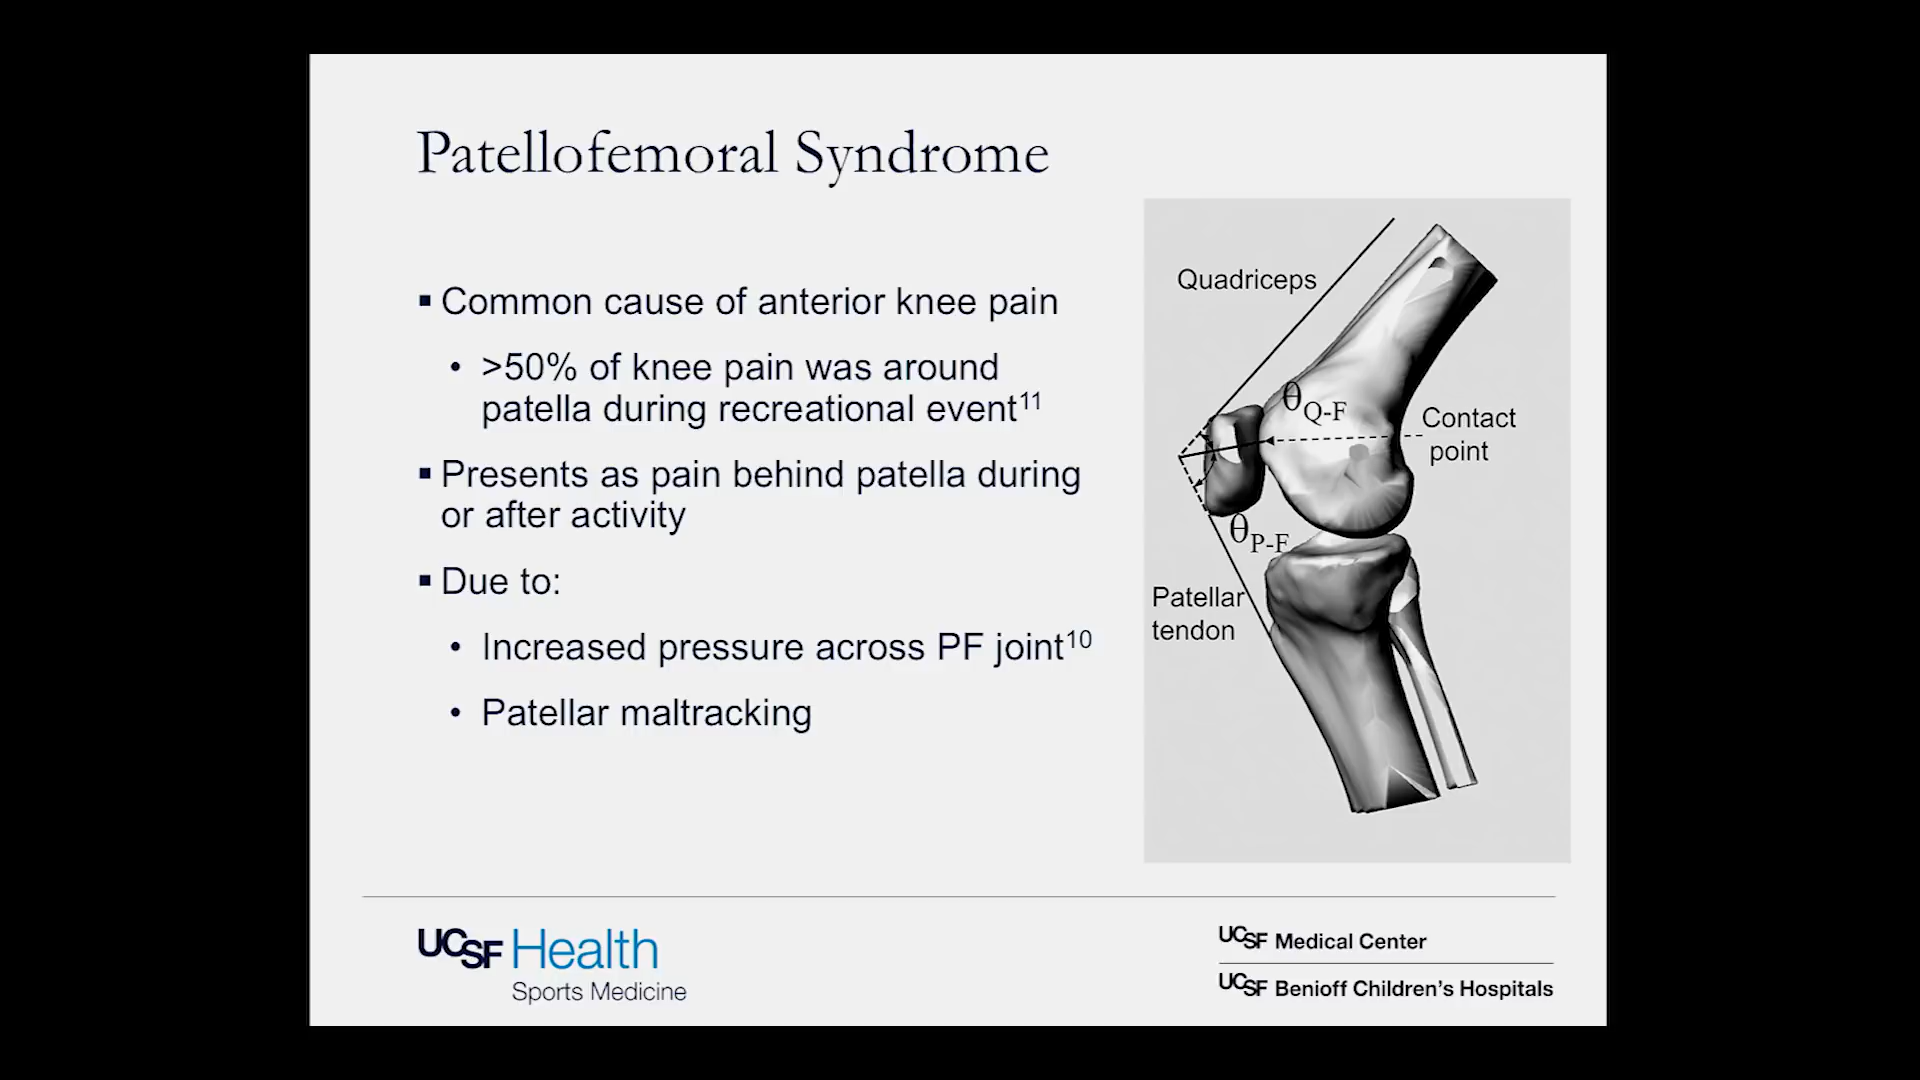 Patellofemoral Syndrome
▪ Common cause of anterior knee pain
• >50% of knee pain was around
patella during recreational event¹¹
▪ Presents as pain behind patella during
or after activity
▪ Due to:
• Increased pressure across PF joint¹⁰
• Patellar maltracking
Quadriceps
θQ-F
Contact
point
θP-F
Patellar
tendon
UCSF Health
Sports Medicine
UCSF Medical Center
UCSF Benioff Children's Hospitals